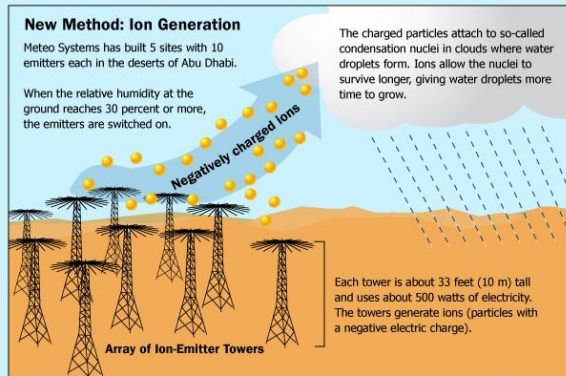 New Method: Ion Generation
Meteo Systems has built 5 sites with 10
emitters each in the deserts of Abu Dhabi.
When the relative humidity at the
ground reaches 30 percent or more,
the emitters are switched on.
The charged particles attach to so-called
condensation nuclei in clouds where water
droplets form. Ions allow the nuclei to
survive longer, giving water droplets more
time to grow.
Negatively charged ions
Each tower is about 33 feet (10 m) tall
and uses about 500 watts of electricity.
The towers generate ions (particles with
a negative electric charge).
Array of Ion-Emitter Towers